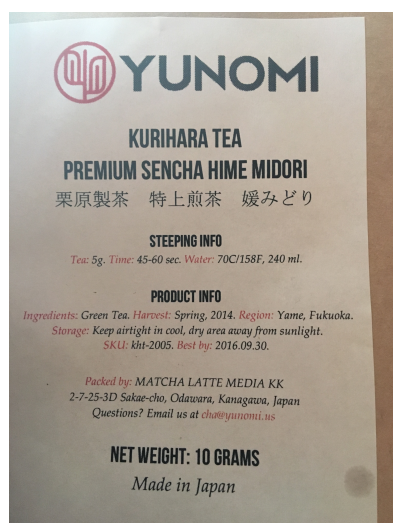 YUNOMI
KURIHARA TEA
PREMIUM SENCHA HIME MIDORI
栗原製茶　特上煎茶　媛みどり
STEEPING INFO
Tea: 5g. Time: 45-60 sec. Water: 70C/158F, 240 ml.
PRODUCT INFO
Ingredients: Green Tea. Harvest: Spring, 2014. Region: Yame, Fukuoka.
Storage: Keep airtight in cool, dry area away from sunlight.
SKU: kht-2005. Best by: 2016.09.30.
Packed by: MATCHA LATTE MEDIA KK
2-7-25-3D Sakae-cho, Odawara, Kanagawa, Japan
Questions? Email us at cha@yunomi.us
NET WEIGHT: 10 GRAMS
Made in Japan